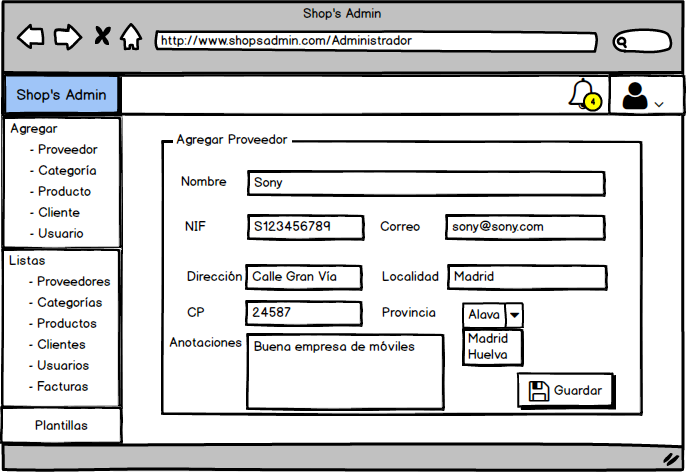 Shop's Admin
http://www.shopsadmin.com/Administrador
Shop's Admin
4
Agregar
- Proveedor
- Categoría
- Producto
- Cliente
- Usuario
Listas
- Proveedores
- Categorías
- Productos
- Clientes
- Usuarios
- Facturas
Plantillas
Agregar Proveedor
Nombre Sony
NIF S123456789 Correo sony@sony.com
Dirección Calle Gran Vía Localidad Madrid
CP 24587 Provincia Alava
Madrid
Huelva
Anotaciones Buena empresa de móviles
Guardar